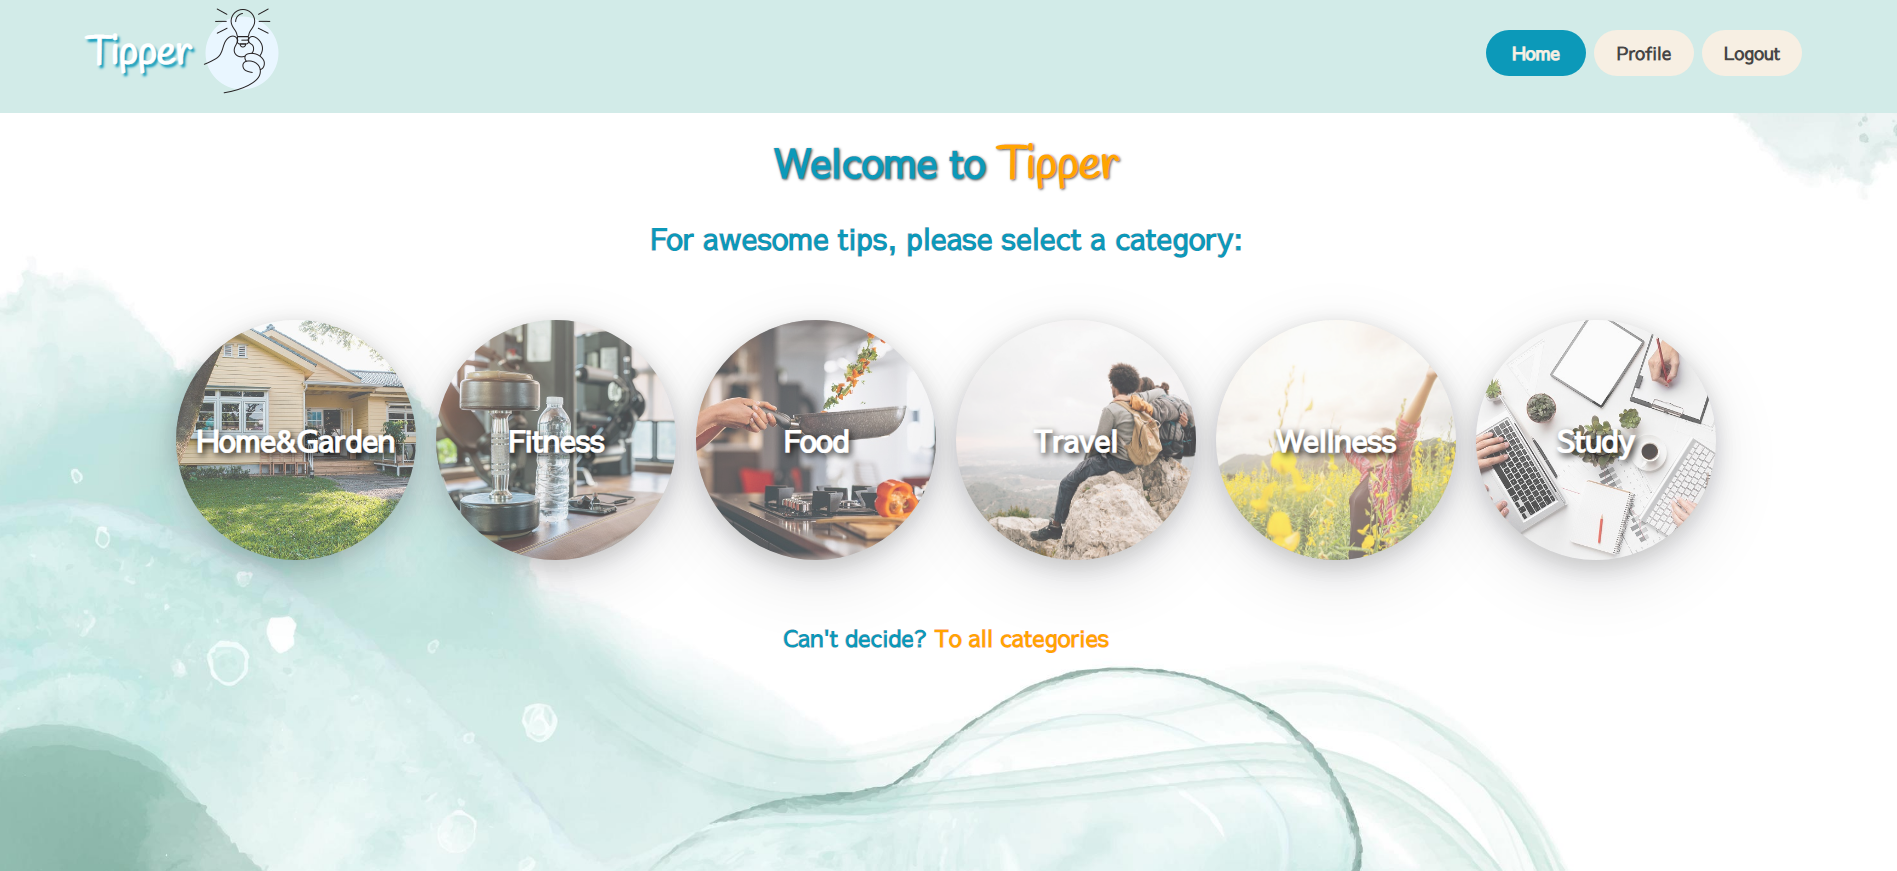 Tipper
Home Profile Logout
Welcome to Tipper
For awesome tips, please select a category:
Home&Garden Fitness Food Travel Wellness Study
Can't decide? To all categories